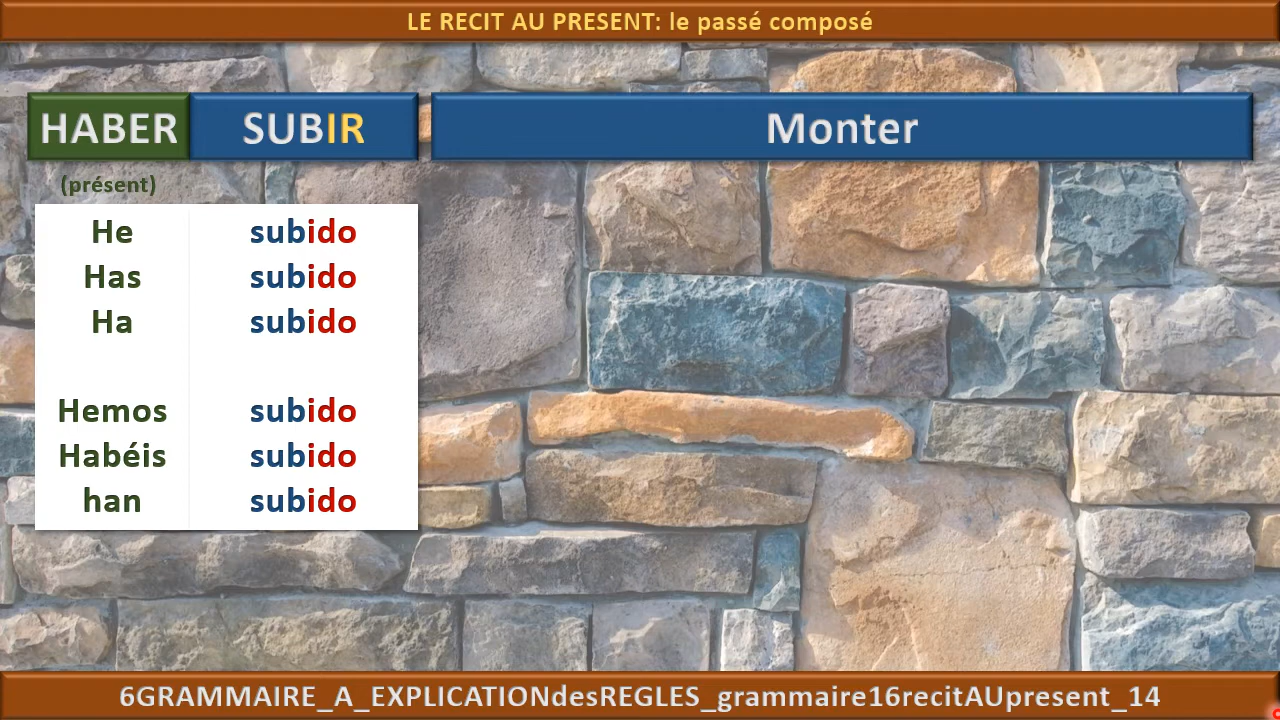 LE RECIT AU PRESENT: le passé composé
HABER SUBIR Monter
(présent)
He subido
Has subido
Ha subido
Hemos subido
Habéis subido
han subido
6GRAMMAIRE_A_EXPLICATIONdesREGLES_grammaire16recitAUpresent_14